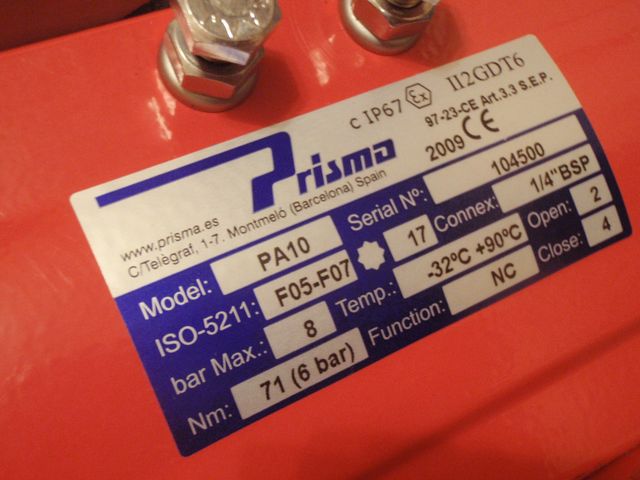 Prisma
c IP67 Ex II2GDT6
97-23-CE Art.3.3 S.E.P.
2009 CE
www.prisma.es
C/Telègraf, 1-7. Montmeló (Barcelona) Spain
Model: PA10 Serial Nº: 104500
ISO-5211: F05-F07 17 Connex: 1/4"BSP
bar Max.: 8 Temp.: -32ºC +90ºC Open: 2
Nm: 71 (6 bar) Function: NC Close: 4